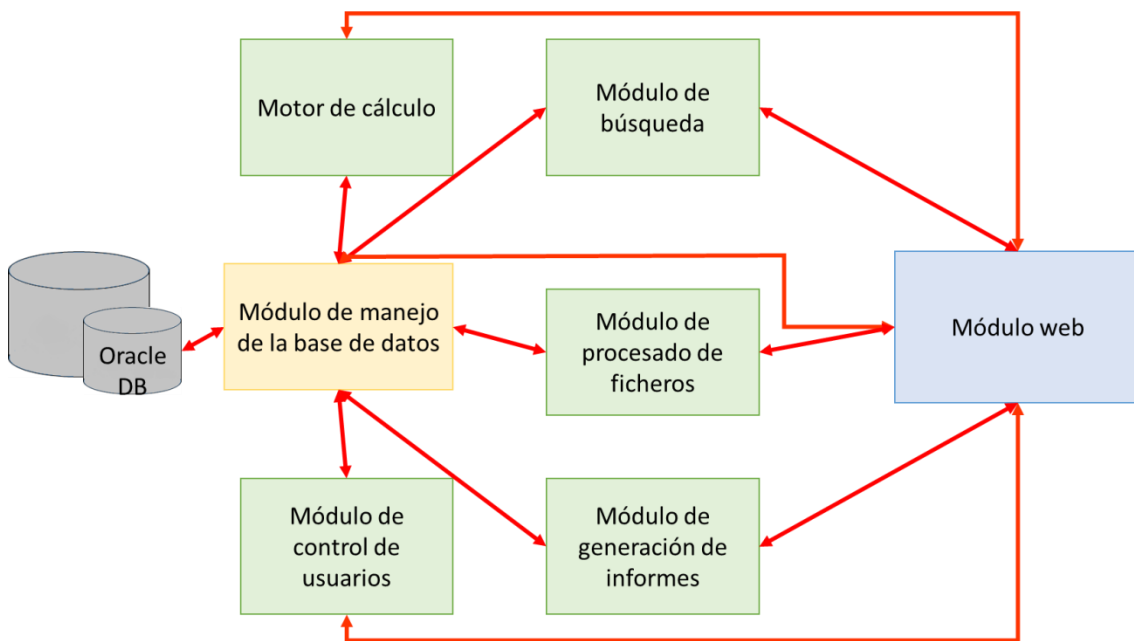 Motor de cálculo
Módulo de
búsqueda
Oracle
DB
Módulo de manejo
de la base de datos
Módulo de
procesado de
ficheros
Módulo web
Módulo de
control de
usuarios
Módulo de
generación de
informes